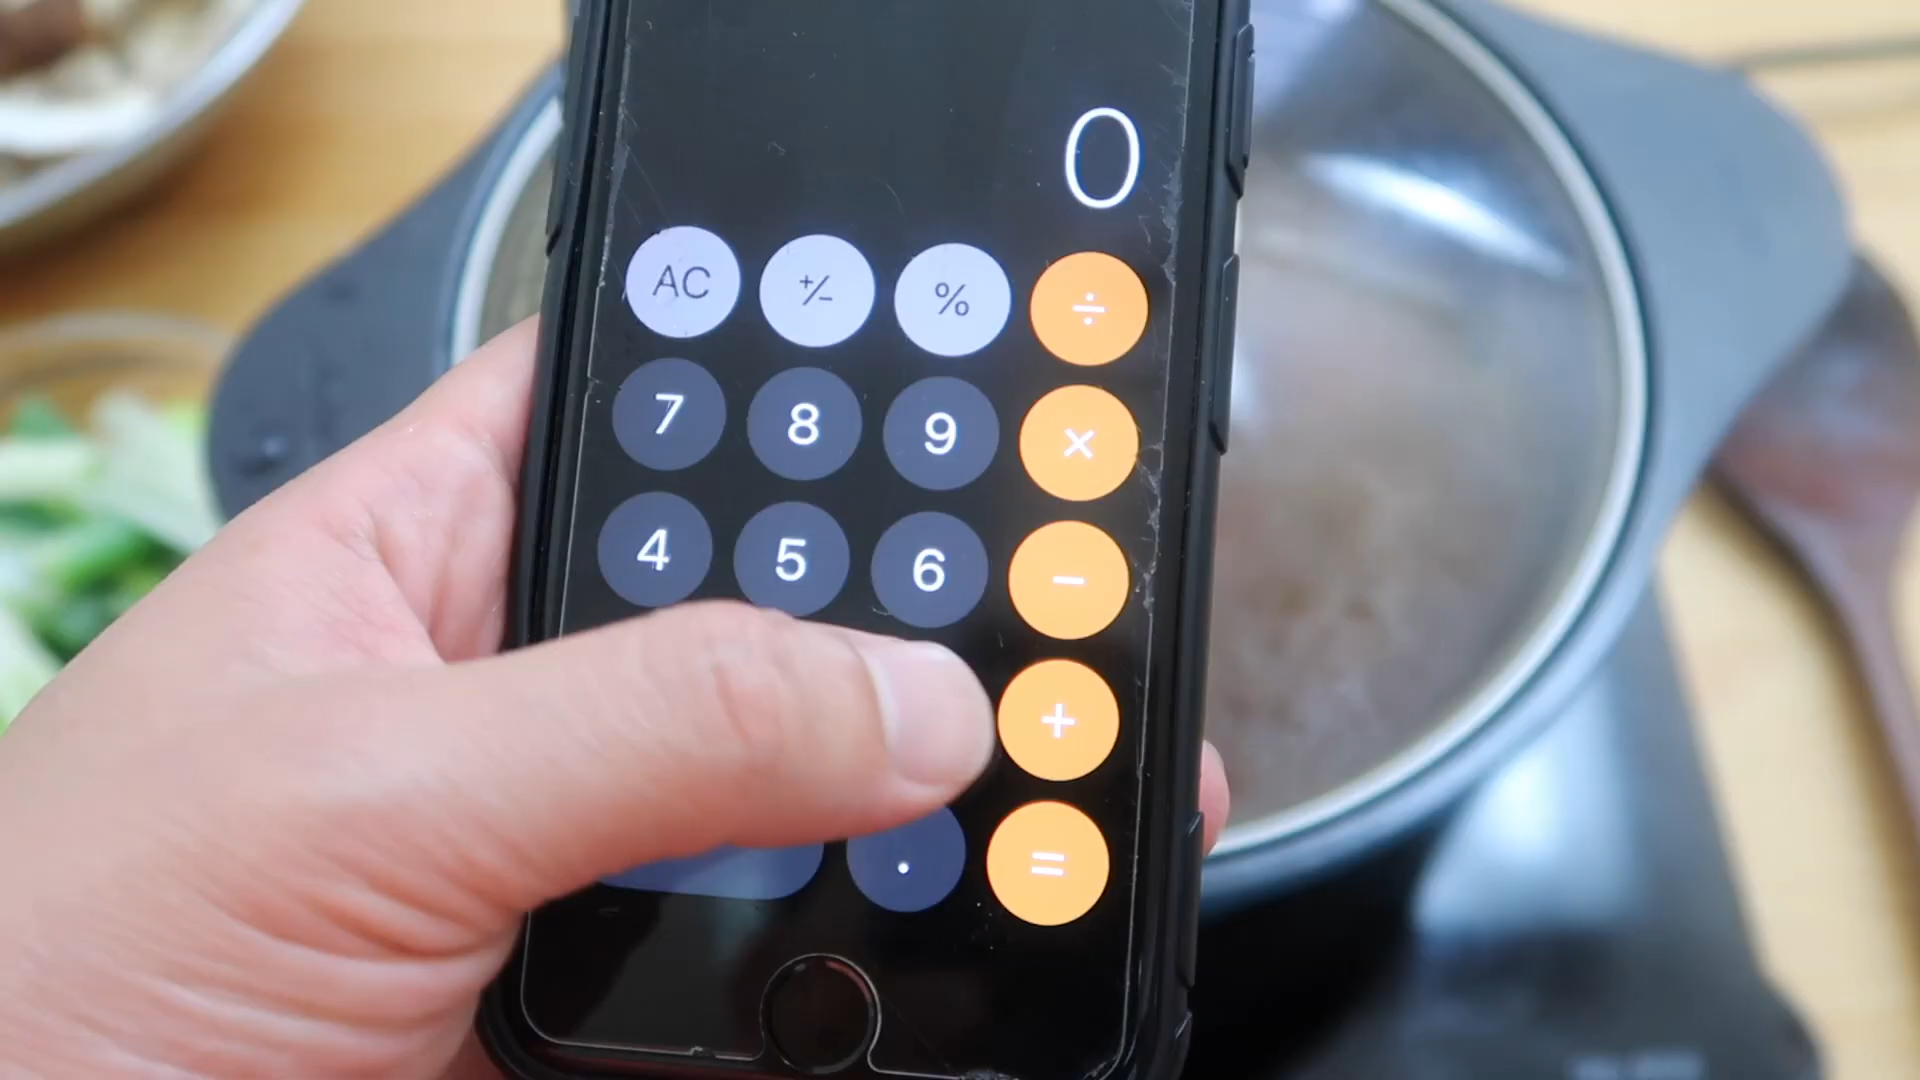 0
AC +/- % ÷
7 8 9 ×
4 5 6 −
+
. =